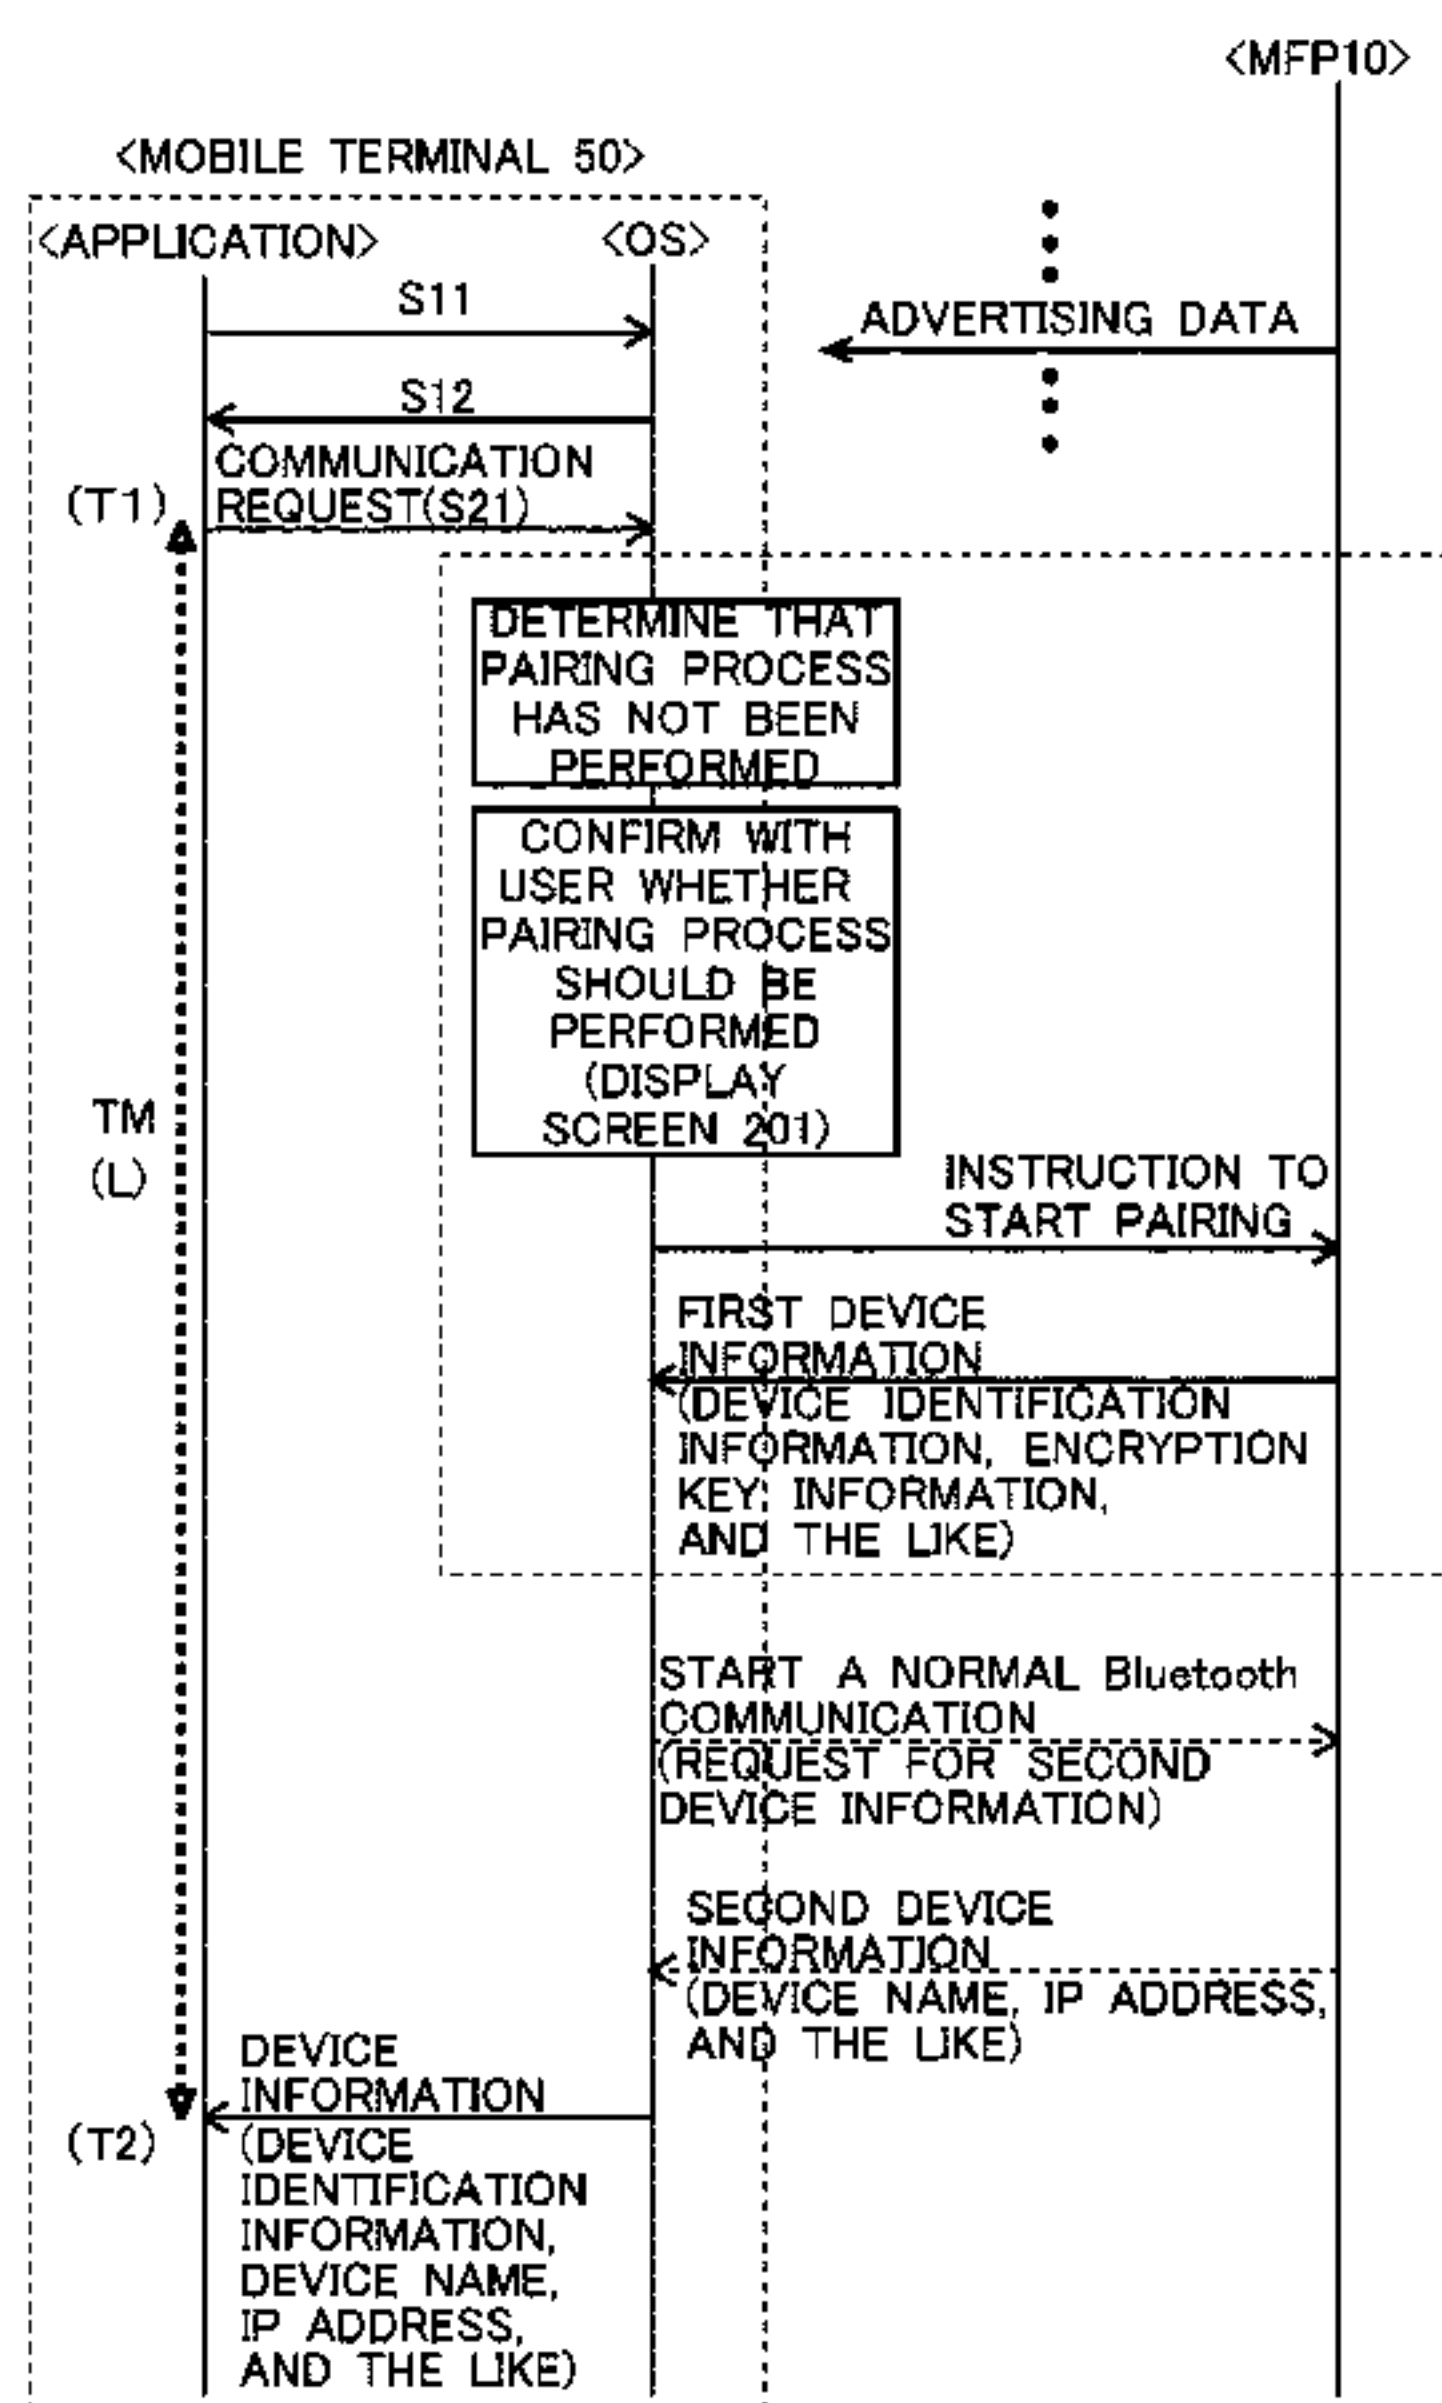 <MFP10>
<MOBILE TERMINAL 50>
<APPLICATION>
<OS>
S11
ADVERTISING DATA
S12
COMMUNICATION
REQUEST(S21)
(T1)
DETERMINE THAT
PAIRING PROCESS
HAS NOT BEEN
PERFORMED
CONFIRM WITH
USER WHETHER
PAIRING PROCESS
SHOULD BE
PERFORMED
(DISPLAY
SCREEN 201)
TM
(L)
INSTRUCTION TO
START PAIRING
FIRST DEVICE
INFORMATION
(DEVICE IDENTIFICATION
INFORMATION, ENCRYPTION
KEY INFORMATION,
AND THE LIKE)
START A NORMAL Bluetooth
COMMUNICATION
(REQUEST FOR SECOND
DEVICE INFORMATION)
SECOND DEVICE
INFORMATION
(DEVICE NAME, IP ADDRESS,
AND THE LIKE)
DEVICE
INFORMATION
(T2)
(DEVICE
IDENTIFICATION
INFORMATION,
DEVICE NAME,
IP ADDRESS,
AND THE LIKE)